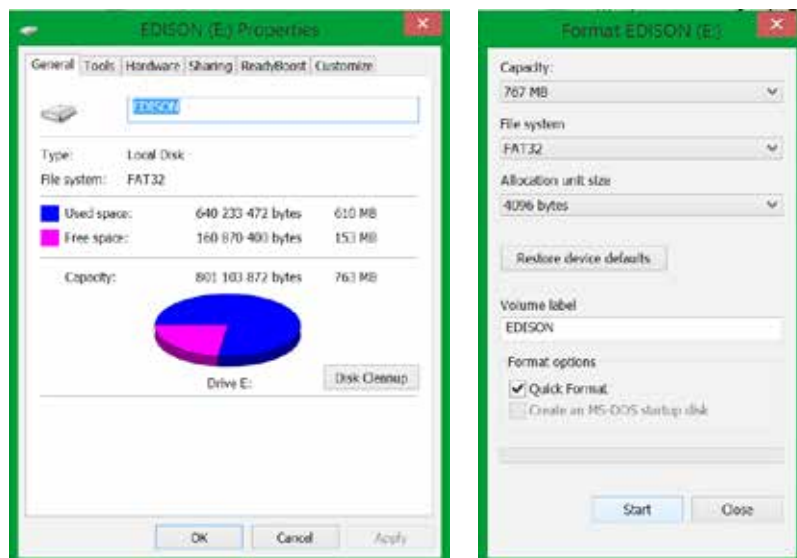 EDISON (E:) Properties
General Tools Hardware Sharing ReadyBoost Customize
EDISON
Type: Local Disk
File system: FAT32
Used space: 640 233 472 bytes 610 MB
Free space: 160 870 400 bytes 153 MB
Capacity: 801 103 872 bytes 763 MB
Drive E:
Disk Cleanup
OK Cancel Apply
Format EDISON (E:)
Capacity:
767 MB
File system
FAT32
Allocation unit size
4096 bytes
Restore device defaults
Volume label
EDISON
Format options
Quick Format
Create an MS-DOS startup disk
Start Close